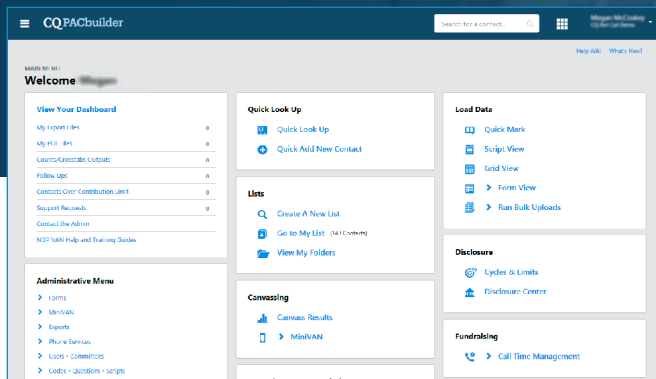 CQ PACbuilder
Search for a contact...
Help Wiki What's New?
MAIN MENU
Welcome
View Your Dashboard
My Export Files 0
My PDF Files 0
Counts/Crosstabs Outputs 0
Follow Ups 0
Contacts Over Contribution Limit 0
Support Requests 0
Contact the Admin
NGP VAN Help and Training Guides
Administrative Menu
Forms
MiniVAN
Exports
Phone Services
Users • Committees
Codes • Questions • Scripts
Quick Look Up
Quick Look Up
Quick Add New Contact
Lists
Create A New List
Go to My List (143 Contacts)
View My Folders
Canvassing
Canvass Results
MiniVAN
Load Data
Quick Mark
Script View
Grid View
Form View
Run Bulk Uploads
Disclosure
Cycles & Limits
Disclosure Center
Fundraising
Call Time Management